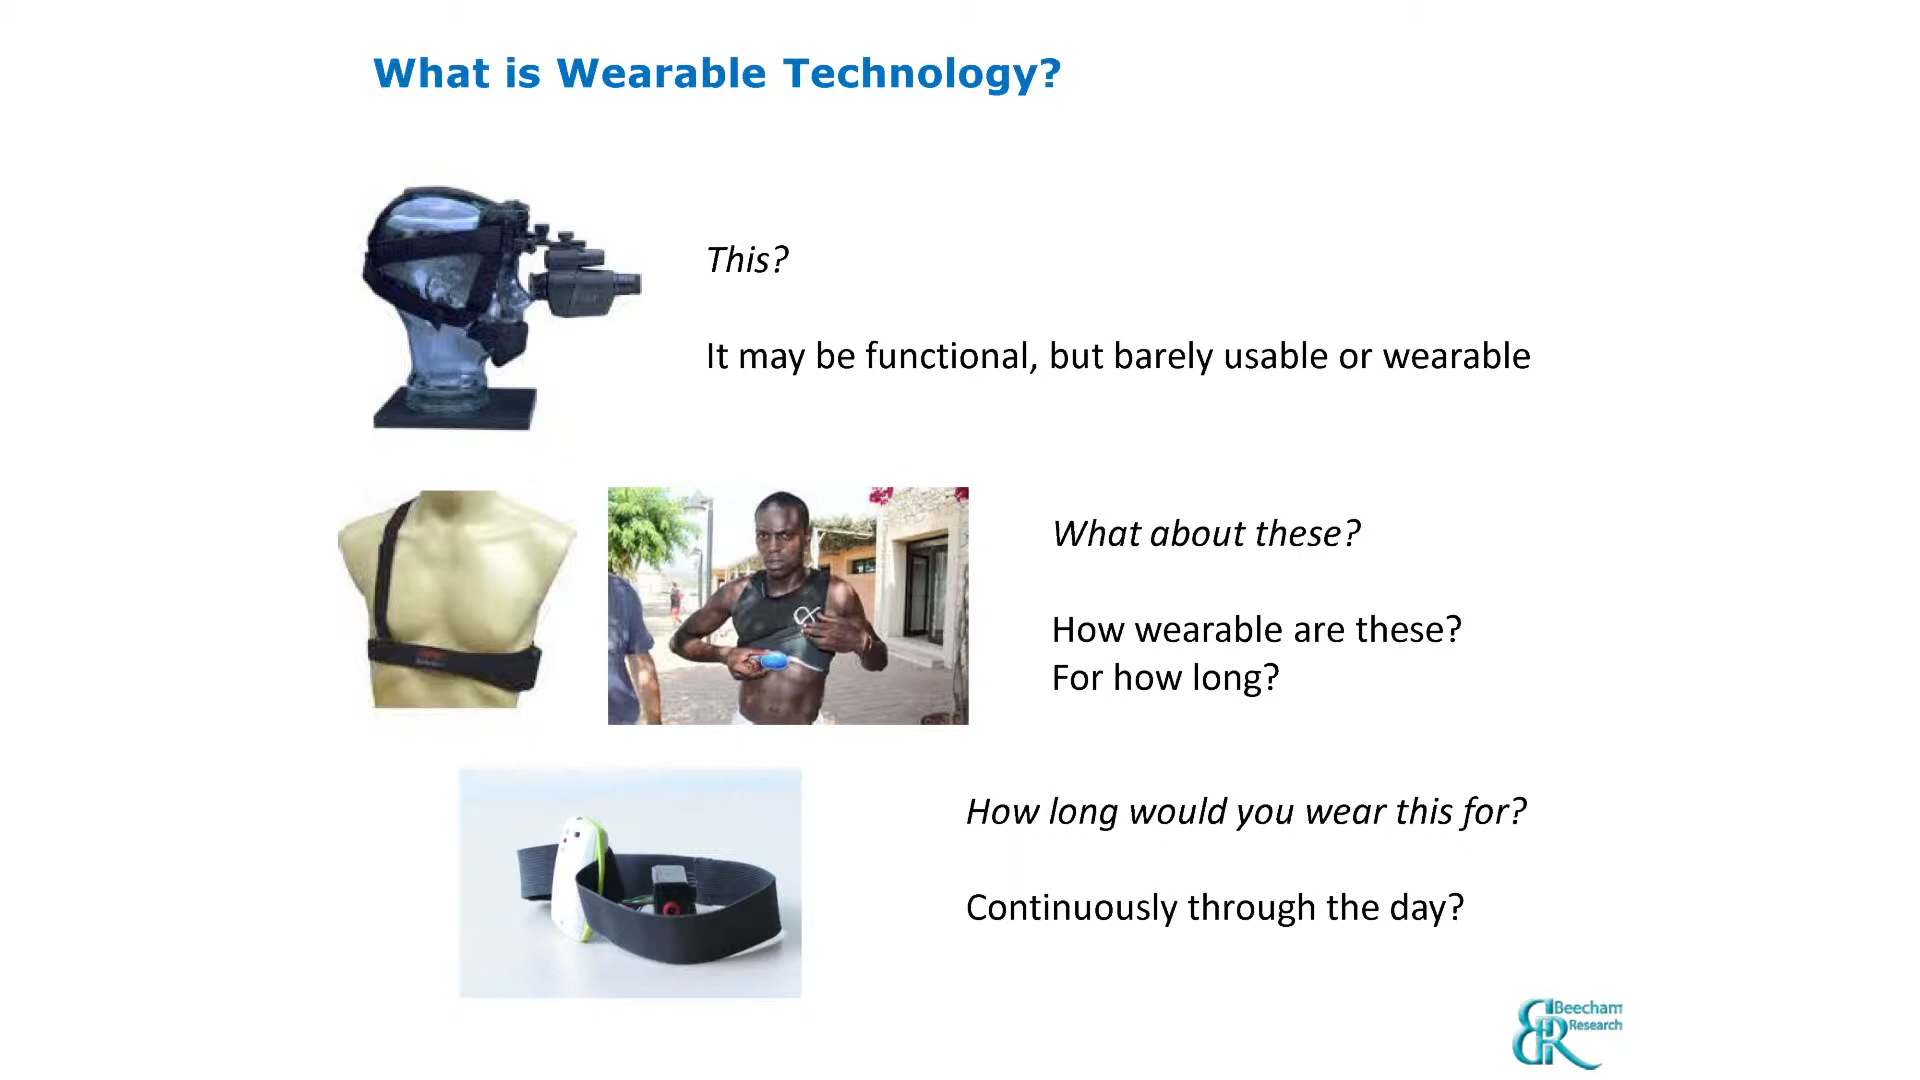 What is Wearable Technology?
This?
It may be functional, but barely usable or wearable
What about these?
How wearable are these?
For how long?
How long would you wear this for?
Continuously through the day?
Beecham
Research